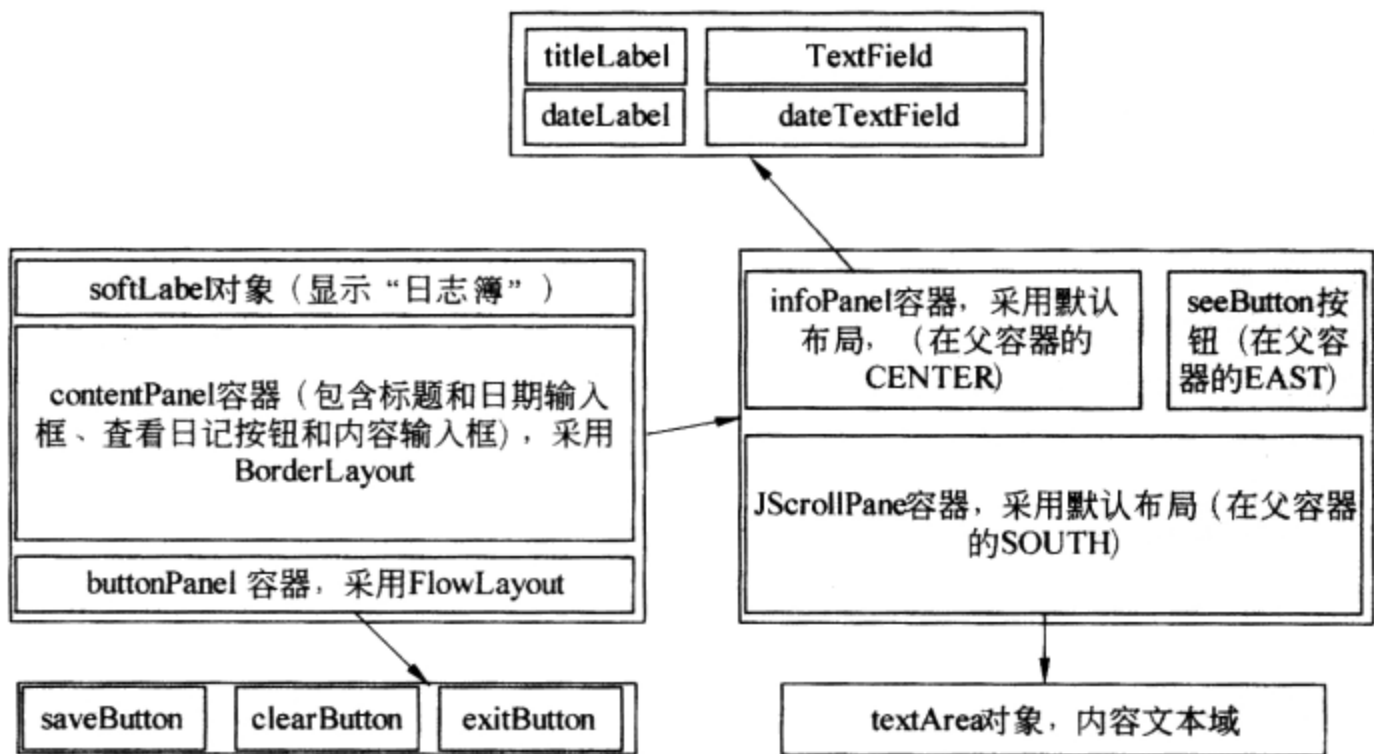 titleLabel
TextField
dateLabel
dateTextField
softLabel对象（显示“日志簿”）
contentPanel容器（包含标题和日期输入
框、查看日记按钮和内容输入框），采用
BorderLayout
buttonPanel 容器，采用FlowLayout
infoPanel容器，采用默认
布局，（在父容器的
CENTER）
seeButton按
钮（在父容
器的EAST）
JScrollPane容器，采用默认布局（在父容器
的SOUTH）
saveButton
clearButton
exitButton
textArea对象，内容文本域